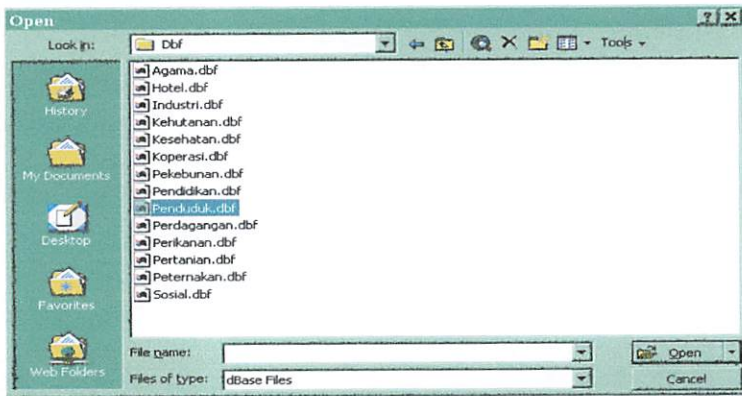 Open
Look in: Dbf Tools
Agama.dbf
Hotel.dbf
Industri.dbf
Kehutanan.dbf
Kesehatan.dbf
Koperasi.dbf
Pekebunan.dbf
Pendidikan.dbf
Penduduk.dbf
Perdagangan.dbf
Perikanan.dbf
Pertanian.dbf
Peternakan.dbf
Sosial.dbf
History
My Documents
Desktop
Favorites
Web Folders
File name: Open
Files of type: dBase Files Cancel